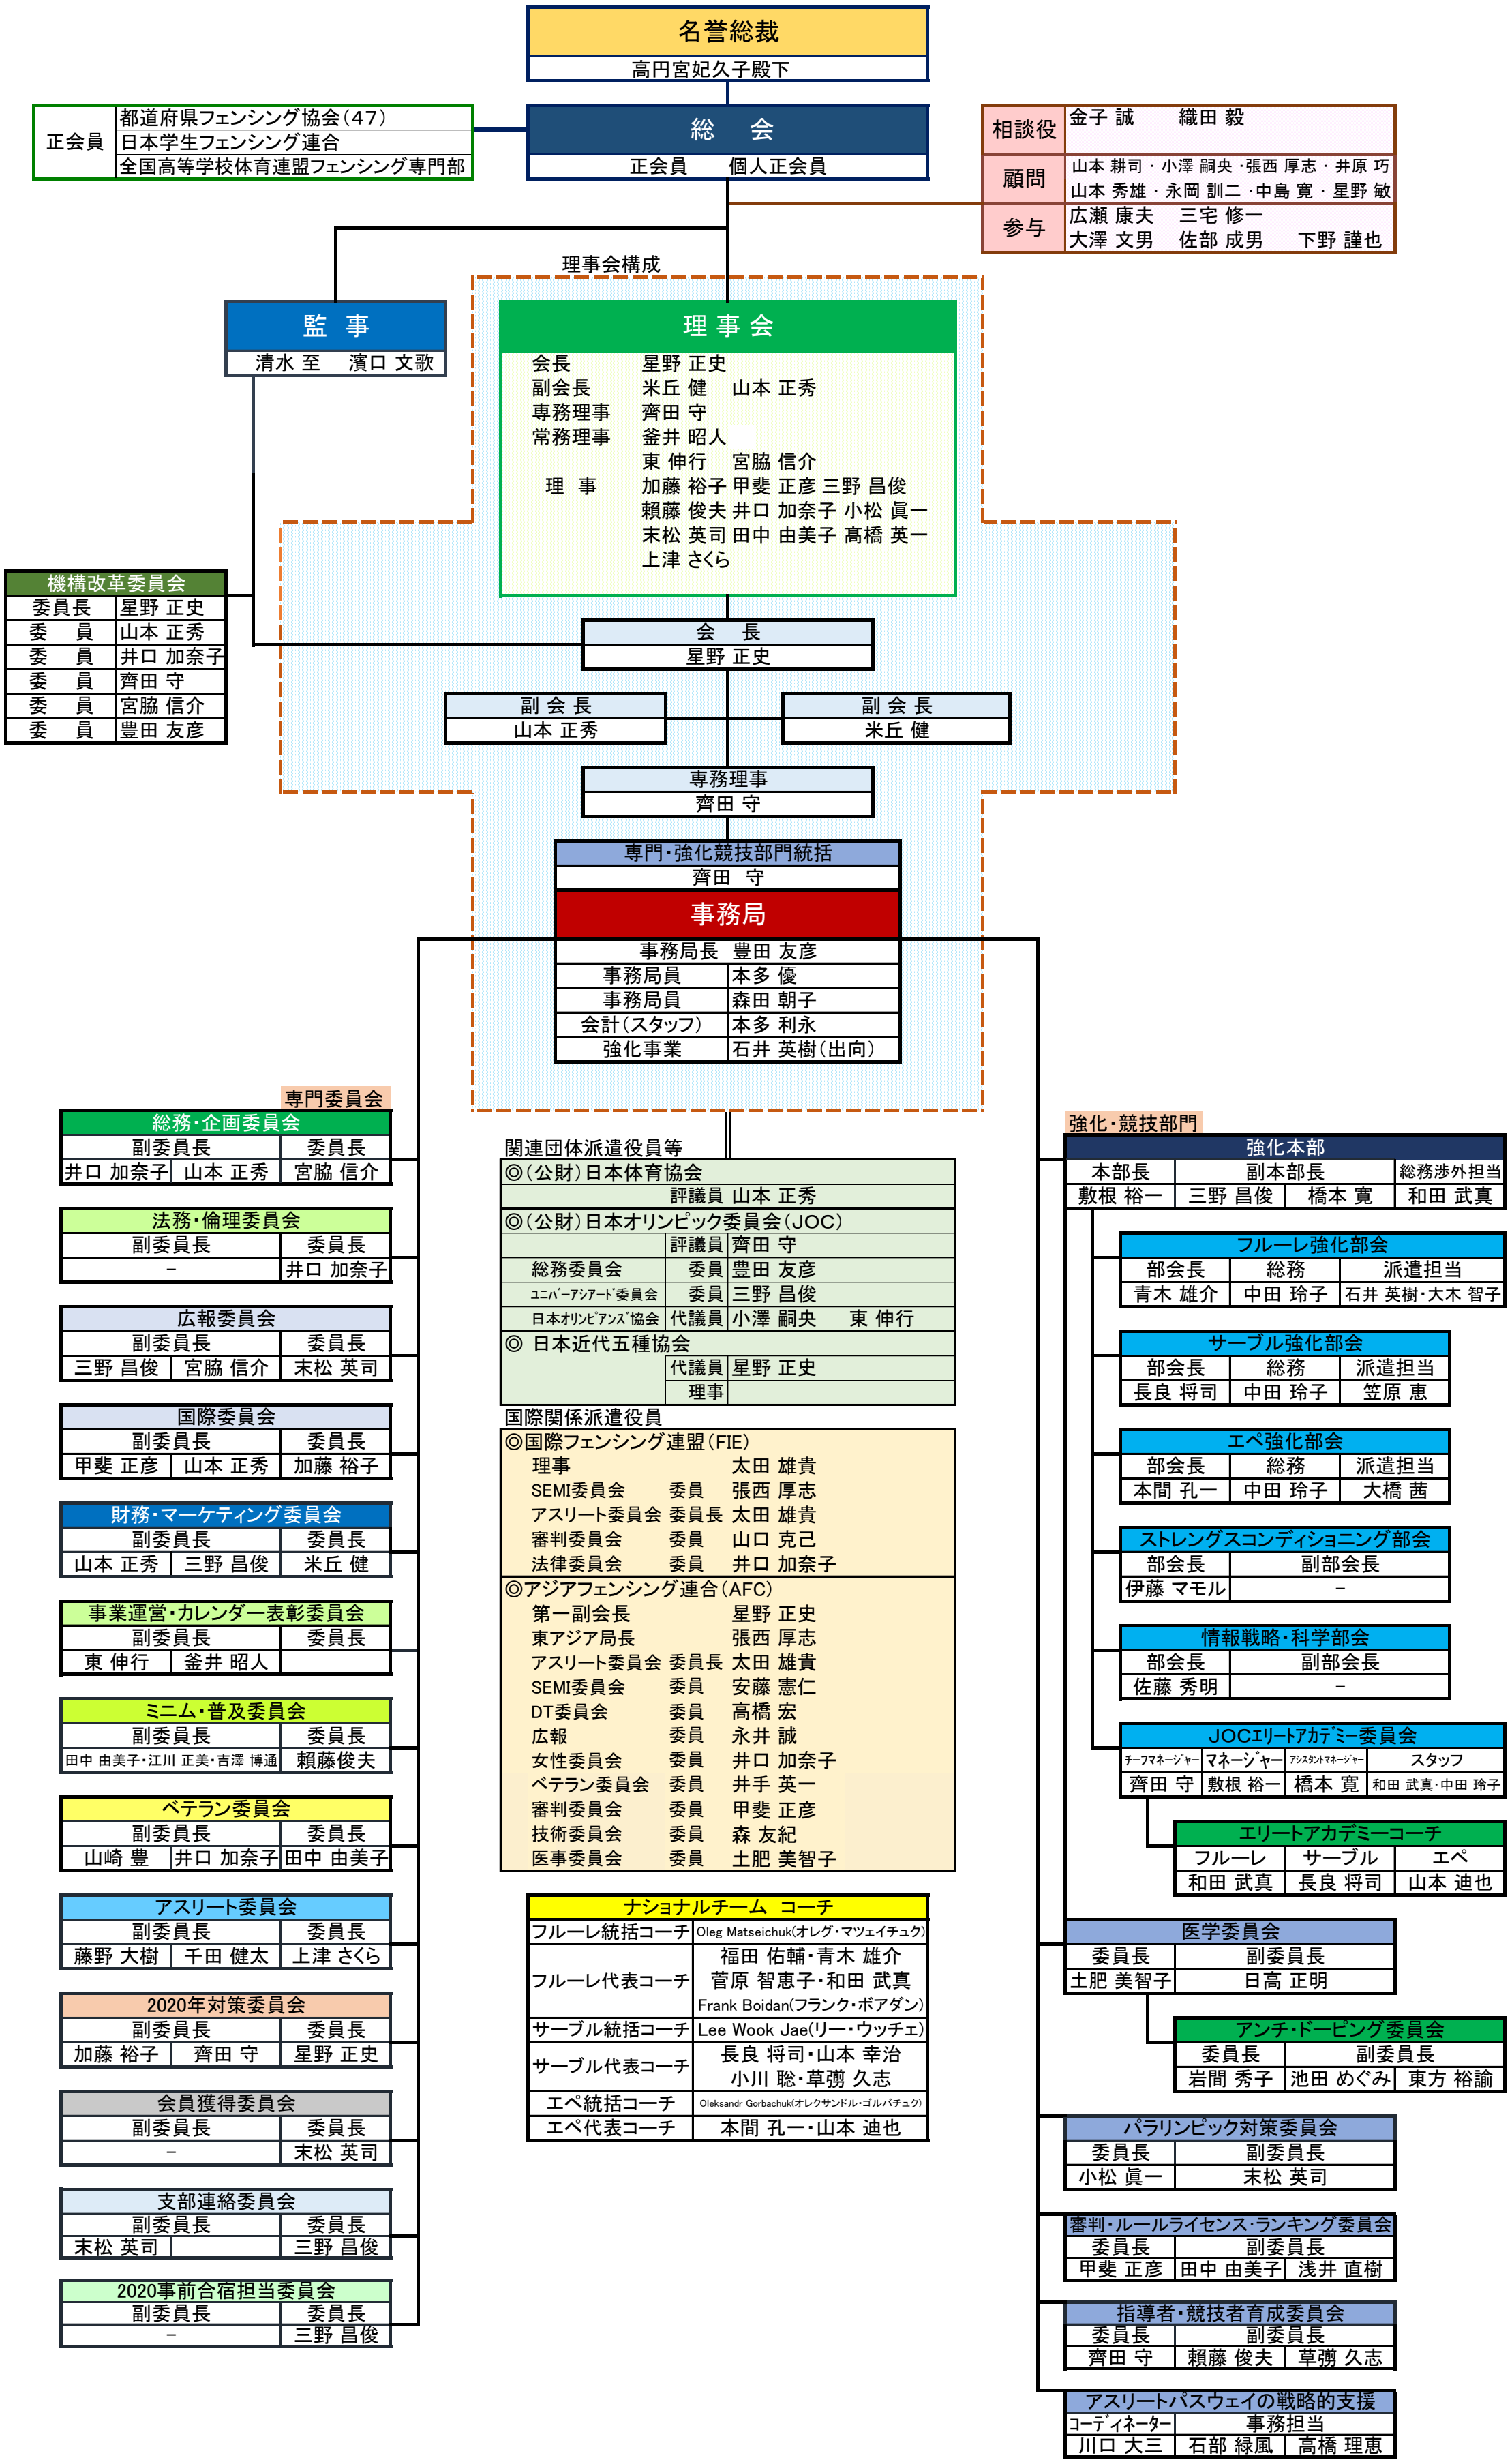 名誉総裁
高円宮妃久子殿下
正会員
都道府県フェンシング協会（４７）
日本学生フェンシング連合
全国高等学校体育連盟フェンシング専門部
総 会
正会員 個人正会員
相談役 金子 誠 織田 毅
顧問 山本 耕司 ・ 小澤 嗣央 ・張西 厚志 ・ 井原 巧
山本 秀雄 ・ 永岡 訓二 ・中島 寛 ・ 星野 敏
参与 広瀬 康夫 三宅 修一
大澤 文男 佐部 成男 下野 謹也
理事会構成
監 事
清水 至 濱口 文歌
理 事 会
会長 星野 正史
副会長 米丘 健 山本 正秀
専務理事 齊田 守
常務理事 釜井 昭人
東 伸行 宮脇 信介
理 事 加藤 裕子 甲斐 正彦 三野 昌俊
賴藤 俊夫 井口 加奈子 小松 眞一
末松 英司 田中 由美子 髙橋 英一
上津 さくら
機構改革委員会
委員長 星野 正史
委 員 山本 正秀
委 員 井口 加奈子
委 員 齊田 守
委 員 宮脇 信介
委 員 豊田 友彦
会 長
星野 正史
副 会 長
山本 正秀
副 会 長
米丘 健
専務理事
齊田 守
専門・強化競技部門統括
齊田 守
事務局
事務局長 豊田 友彦
事務局員 本多 優
事務局員 森田 朝子
会計（スタッフ） 本多 利永
強化事業 石井 英樹（出向）
専門委員会
総務・企画委員会
副委員長 委員長
井口 加奈子 山本 正秀 宮脇 信介
法務・倫理委員会
副委員長 委員長
－ 井口 加奈子
広報委員会
副委員長 委員長
三野 昌俊 宮脇 信介 末松 英司
国際委員会
副委員長 委員長
甲斐 正彦 山本 正秀 加藤 裕子
財務・マーケティング委員会
副委員長 委員長
山本 正秀 三野 昌俊 米丘 健
事業運営・カレンダー表彰委員会
副委員長 委員長
東 伸行 釜井 昭人
ミニム・普及委員会
副委員長 委員長
田中 由美子・江川 正美・吉澤 博通 賴藤俊夫
ベテラン委員会
副委員長 委員長
山崎 豊 井口 加奈子 田中 由美子
アスリート委員会
副委員長 委員長
藤野 大樹 千田 健太 上津 さくら
2020年対策委員会
副委員長 委員長
加藤 裕子 齊田 守 星野 正史
会員獲得委員会
副委員長 委員長
－ 末松 英司
支部連絡委員会
副委員長 委員長
末松 英司 三野 昌俊
2020事前合宿担当委員会
副委員長 委員長
－ 三野 昌俊
関連団体派遣役員等
◎（公財）日本体育協会
評議員 山本 正秀
◎（公財）日本オリンピック委員会（ＪＯＣ）
評議員 齊田 守
総務委員会 委員 豊田 友彦
ﾕﾆﾊﾞｰｱｼｱｰﾄﾞ委員会 委員 三野 昌俊
日本ｵﾘﾝﾋﾟｱﾝｽﾞ協会 代議員 小澤 嗣央 東 伸行
◎ 日本近代五種協会
代議員 星野 正史
理事
国際関係派遣役員
◎国際フェンシング連盟（FIE）
理事 太田 雄貴
SEMI委員会 委員 張西 厚志
アスリート委員会 委員長 太田 雄貴
審判委員会 委員 山口 克己
法律委員会 委員 井口 加奈子
◎アジアフェンシング連合（AFC）
第一副会長 星野 正史
東アジア局長 張西 厚志
アスリート委員会 委員長 太田 雄貴
SEMI委員会 委員 安藤 憲仁
DT委員会 委員 高橋 宏
広報 委員 永井 誠
女性委員会 委員 井口 加奈子
ベテラン委員会 委員 井手 英一
審判委員会 委員 甲斐 正彦
技術委員会 委員 森 友紀
医事委員会 委員 土肥 美智子
ナショナルチーム コーチ
フルーレ統括コーチ Oleg Matseichuk(オレグ・マツェイチュク)
フルーレ代表コーチ 福田 佑輔・青木 雄介
菅原 智恵子・和田 武真
Frank Boidan(フランク・ボアダン)
サーブル統括コーチ Lee Wook Jae(リー・ウッチェ)
サーブル代表コーチ 長良 将司・山本 幸治
小川 聡・草彅 久志
エペ統括コーチ Oleksandr Gorbachuk(オレクサンドル・ゴルバチュク)
エペ代表コーチ 本間 孔一・山本 迪也
強化・競技部門
強化本部
本部長 副本部長 総務渉外担当
敷根 裕一 三野 昌俊 橋本 寛 和田 武真
フルーレ強化部会
部会長 総務 派遣担当
青木 雄介 中田 玲子 石井 英樹・大木 智子
サーブル強化部会
部会長 総務 派遣担当
長良 将司 中田 玲子 笠原 恵
エペ強化部会
部会長 総務 派遣担当
本間 孔一 中田 玲子 大橋 茜
ストレングスコンディショニング部会
部会長 副部会長
伊藤 マモル －
情報戦略・科学部会
部会長 副部会長
佐藤 秀明 －
ＪＯＣエリートアカデミー委員会
ﾁｰﾌﾏﾈｰｼﾞｬｰ ﾏﾈｰｼﾞｬｰ ｱｼｽﾀﾝﾄﾏﾈｰｼﾞｬｰ スタッフ
齊田 守 敷根 裕一 橋本 寛 和田 武真・中田 玲子
エリートアカデミーコーチ
フルーレ サーブル エペ
和田 武真 長良 将司 山本 迪也
医学委員会
委員長 副委員長
土肥 美智子 日高 正明
アンチ・ドーピング委員会
委員長 副委員長
岩間 秀子 池田 めぐみ 東方 裕諭
パラリンピック対策委員会
委員長 副委員長
小松 眞一 末松 英司
審判・ルールライセンス・ランキング委員会
委員長 副委員長
甲斐 正彦 田中 由美子 浅井 直樹
指導者・競技者育成委員会
委員長 副委員長
齊田 守 賴藤 俊夫 草彅 久志
アスリートパスウェイの戦略的支援
ｺｰﾃﾞｨﾈｰﾀｰ 事務担当
川口 大三 石部 緑風 高橋 理恵